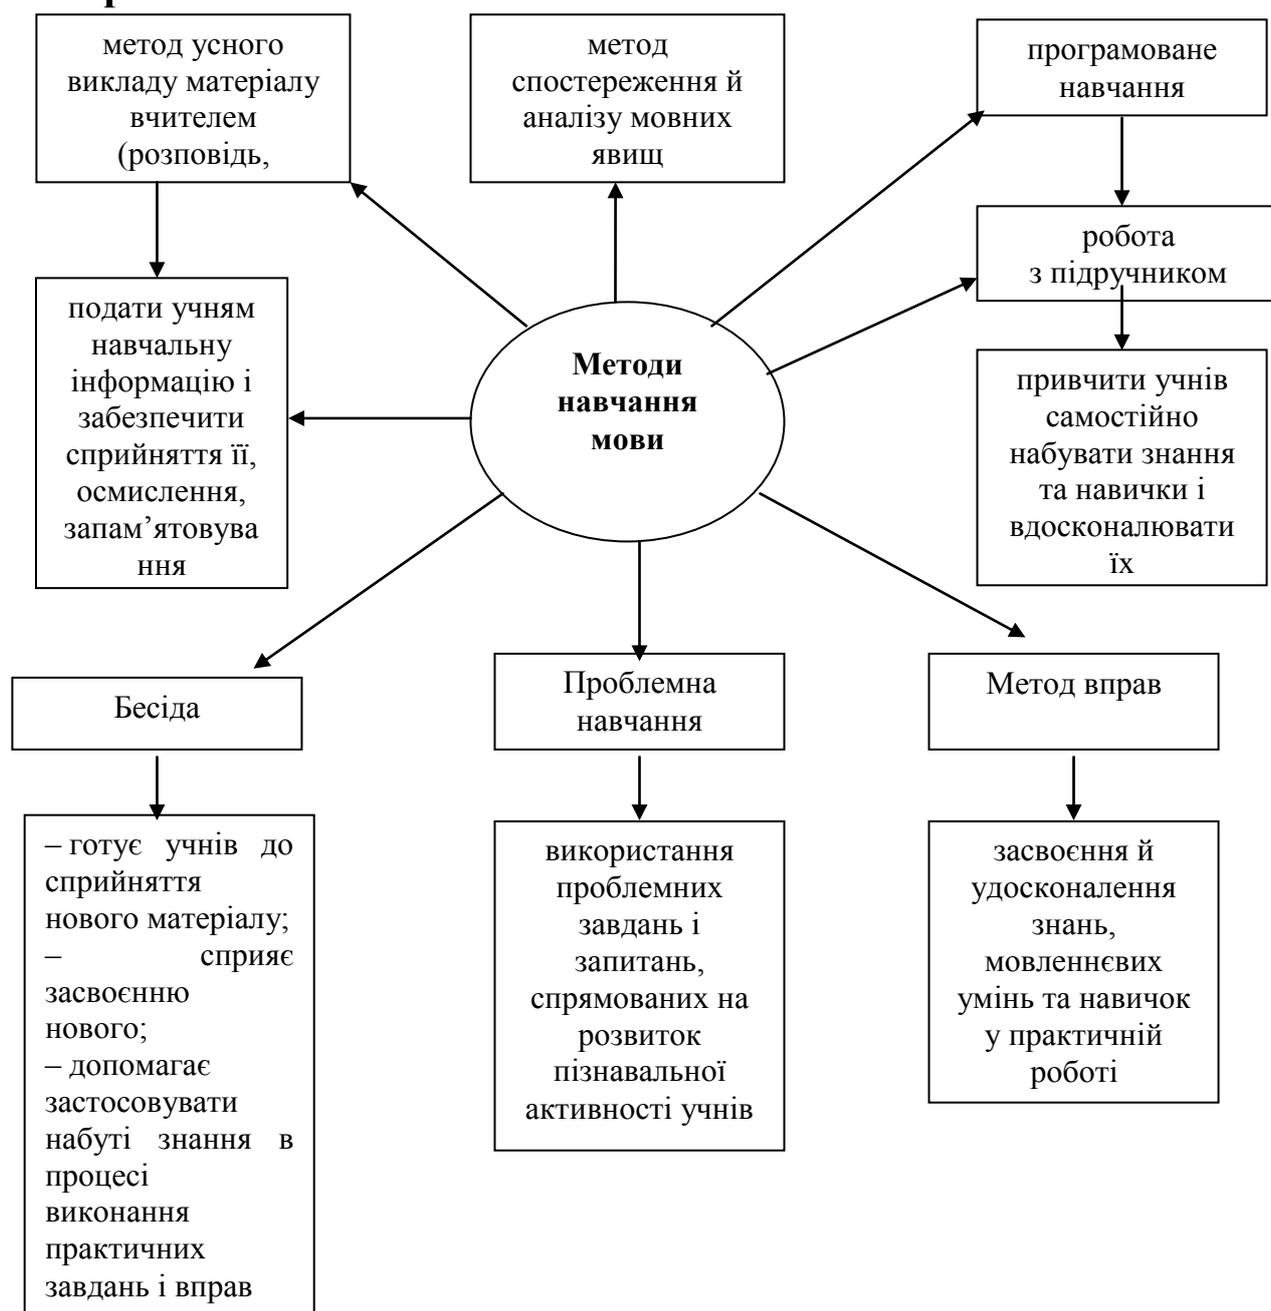 метод усного
викладу матеріалу
вчителем
(розповідь,
метод
спостереження й
аналізу мовних
явищ
програмоване
навчання
робота
з підручником
подати учням
навчальну
інформацію і
забезпечити
сприйняття її,
осмислення,
запам’ятовува
ння
Методи
навчання
мови
привчити учнів
самостійно
набувати знання
та навички і
вдосконалювати
їх
Бесіда
Проблемна
навчання
Метод вправ
– готує учнів до
сприйняття
нового матеріалу;
– сприяє
засвоєнню
нового;
– допомагає
застосовувати
набуті знання в
процесі
виконання
практичних
завдань і вправ
використання
проблемних
завдань і
запитань,
спрямованих на
розвиток
пізнавальної
активності учнів
засвоєння й
удосконалення
знань,
мовленнєвих
умінь та навичок
у практичній
роботі